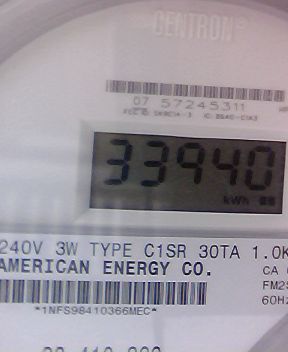 CENTRON®
07 57245311
33940
kWh
240V 3W TYPE C1SR 30TA 1.0K
AMERICAN ENERGY CO.
CA
FM2S
60Hz
*1NFS98410366MEC*